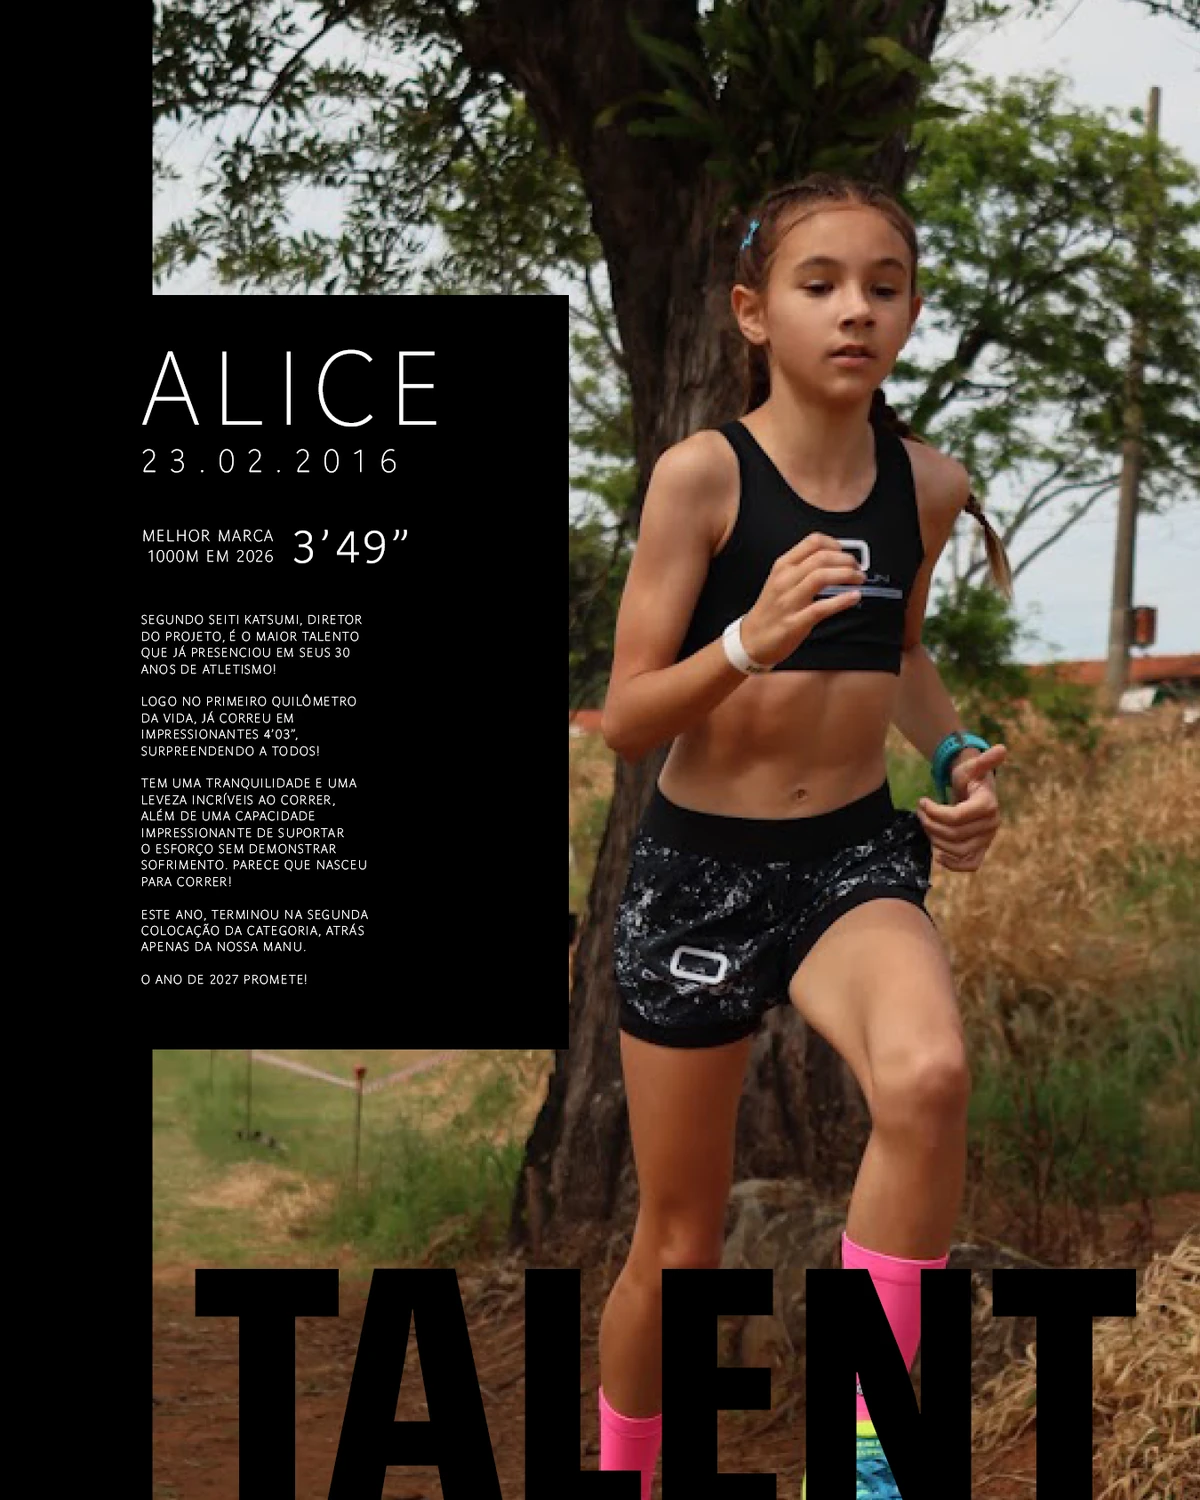 ALICE
23.02.2016
MELHOR MARCA
1000M EM 2026
3’49”
SEGUNDO SEITI KATSUMI, DIRETOR
DO PROJETO, É O MAIOR TALENTO
QUE JÁ PRESENCIOU EM SEUS 30
ANOS DE ATLETISMO!
LOGO NO PRIMEIRO QUILÔMETRO
DA VIDA, JÁ CORREU EM
IMPRESSIONANTES 4’03”,
SURPREENDENDO A TODOS!
TEM UMA TRANQUILIDADE E UMA
LEVEZA INCRÍVEIS AO CORRER,
ALÉM DE UMA CAPACIDADE
IMPRESSIONANTE DE SUPORTAR
O ESFORÇO SEM DEMONSTRAR
SOFRIMENTO. PARECE QUE NASCEU
PARA CORRER!
ESTE ANO, TERMINOU NA SEGUNDA
COLOCAÇÃO DA CATEGORIA, ATRÁS
APENAS DA NOSSA MANU.
O ANO DE 2027 PROMETE!
TALENT